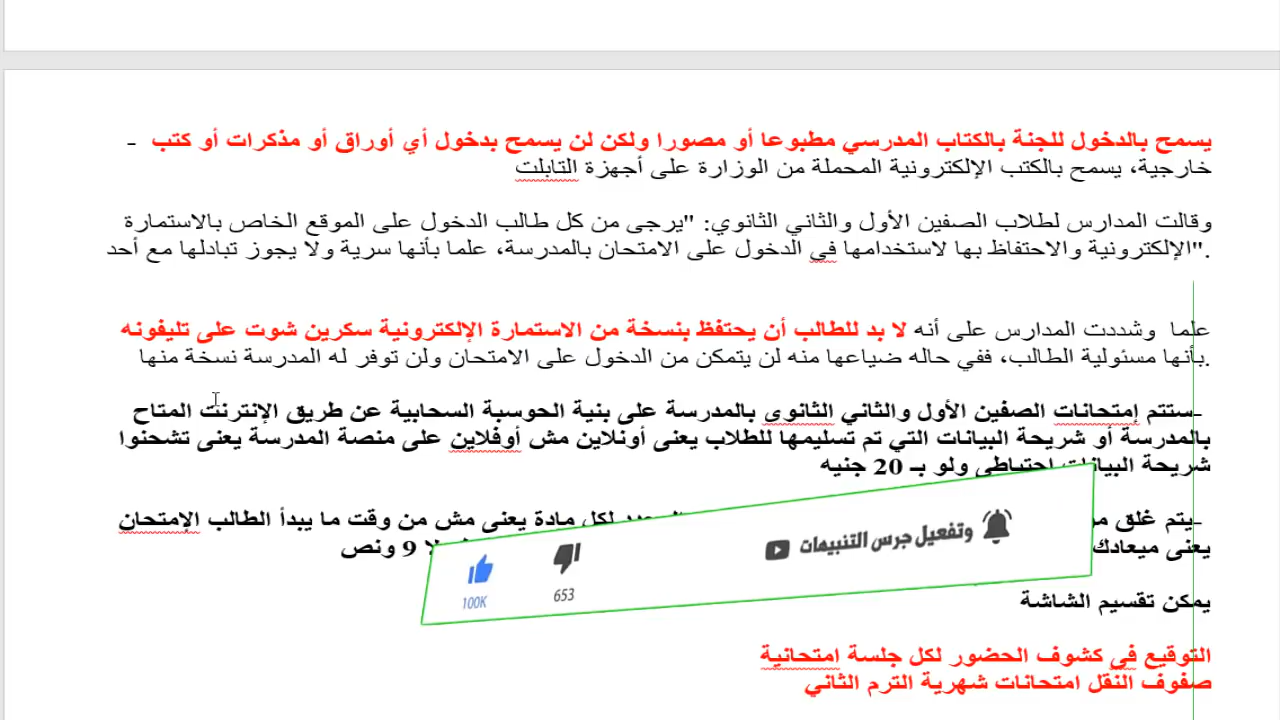 يسمح بالدخول للجنة بالكتاب المدرسي مطبوعا أو مصورا ولكن لن يسمح بدخول أي أوراق أو مذكرات أو كتب -
خارجية، يسمح بالكتب الإلكترونية المحملة من الوزارة على أجهزة التابلت
وقالت المدارس لطلاب الصفين الأول والثاني الثانوي: "يرجى من كل طالب الدخول على الموقع الخاص بالاستمارة
."الإلكترونية والاحتفاظ بها لاستخدامها في الدخول على الامتحان بالمدرسة، علما بأنها سرية ولا يجوز تبادلها مع أحد
علما وشددت المدارس على أنه لا بد للطالب أن يحتفظ بنسخة من الاستمارة الإلكترونية سكرين شوت على تليفونه
.بأنها مسئولية الطالب، ففي حاله ضياعها منه لن يتمكن من الدخول على الامتحان ولن توفر له المدرسة نسخة منها
-ستتم إمتحانات الصفين الأول والثاني الثانوى بالمدرسة على بنية الحوسبة السحابية عن طريق الإنترنت المتاح
بالمدرسة أو شريحة البيانات التي تم تسليمها للطلاب يعنى أونلاين مش أوفلاين على منصة المدرسة يعنى تشحنوا
شريحة البيانات احتياطى ولو بـ 20 جنيه
-يتم غلق لكل مادة يعنى مش من وقت ما يبدأ الطالب الإمتحان
يعنى ميعادك 9 ونص
وتفعيل جرس التنبيهات
100K
653
يمكن تقسيم الشاشة
التوقيع في كشوف الحضور لكل جلسة امتحانية
صفوف النقل امتحانات شهرية الترم الثاني